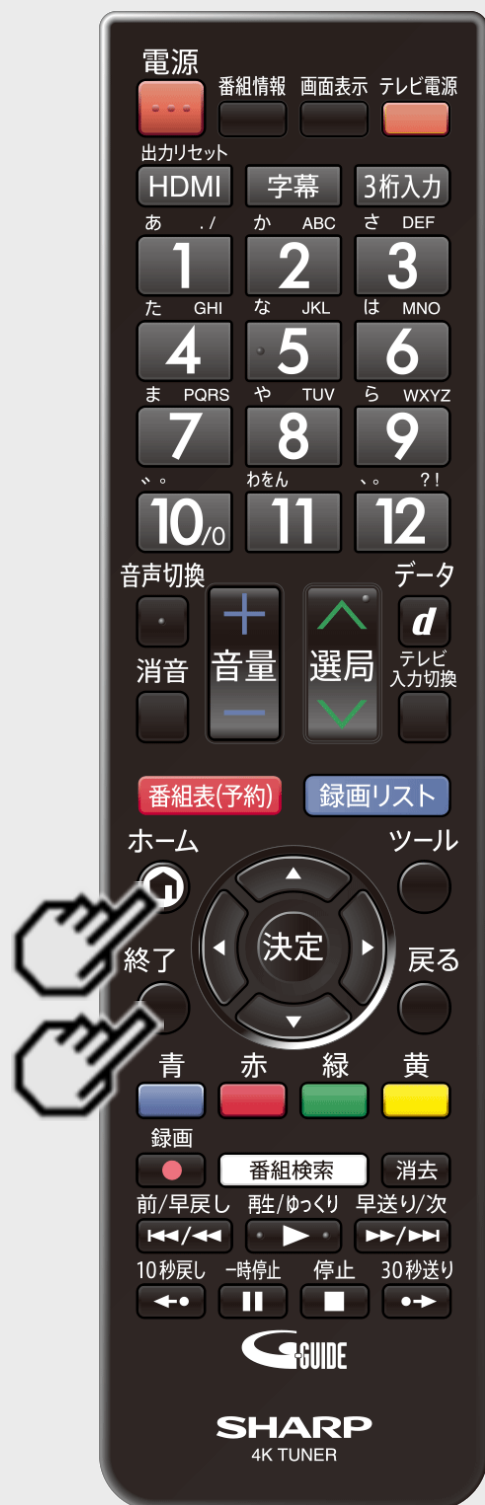 電源
番組情報 画面表示 テレビ電源
出力リセット
HDMI 字幕 3桁入力
あ ./ か ABC さ DEF
1 2 3
た GHI な JKL は MNO
4 5 6
ま PQRS や TUV ら WXYZ
7 8 9
゛゜ わをん 、。 ?!
10/0 11 12
音声切換 データ
＋ d
消音 音量 選局 テレビ
入力切換
－
番組表(予約) 録画リスト
ホーム ツール
決定
終了 戻る
青 赤 緑 黄
録画
番組検索 消去
前/早戻し 再生/ゆっくり 早送り/次
10秒戻し 一時停止 停止 30秒送り
G-GUIDE
SHARP
4K TUNER